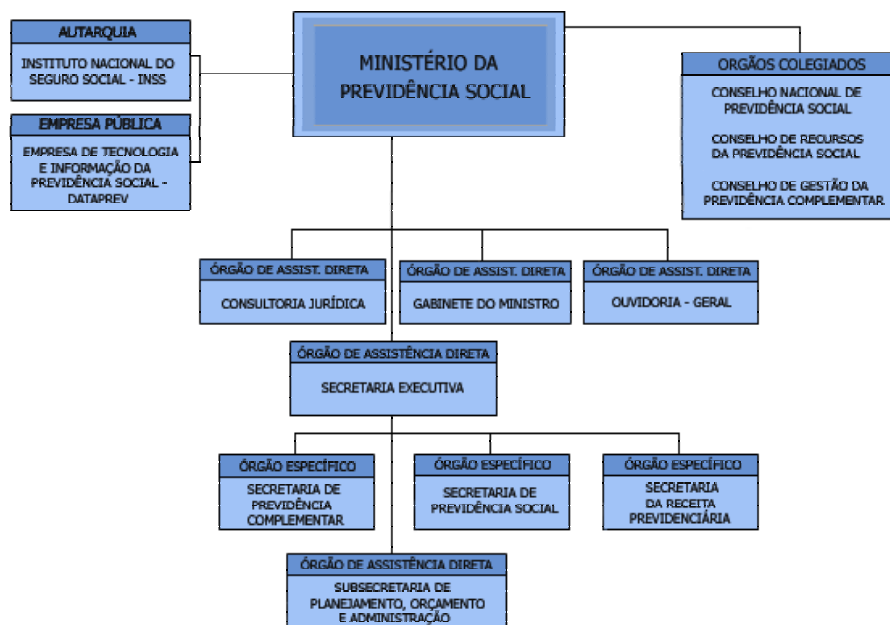 AUTARQUIA
INSTITUTO NACIONAL DO
SEGURO SOCIAL - INSS
EMPRESA PÚBLICA
EMPRESA DE TECNOLOGIA
E INFORMAÇÃO DA
PREVIDÊNCIA SOCIAL -
DATAPREV
MINISTÉRIO DA
PREVIDÊNCIA SOCIAL
ORGÃOS COLEGIADOS
CONSELHO NACIONAL DE
PREVIDÊNCIA SOCIAL
CONSELHO DE RECURSOS
DA PREVIDÊNCIA SOCIAL
CONSELHO DE GESTÃO DA
PREVIDÊNCIA COMPLEMENTAR
ÓRGÃO DE ASSIST. DIRETA
CONSULTORIA JURÍDICA
ÓRGÃO DE ASSIST. DIRETA
GABINETE DO MINISTRO
ÓRGÃO DE ASSIST. DIRETA
OUVIDORIA - GERAL
ÓRGÃO DE ASSISTÊNCIA DIRETA
SECRETARIA EXECUTIVA
ÓRGÃO ESPECÍFICO
SECRETARIA DE
PREVIDÊNCIA
COMPLEMENTAR
ÓRGÃO ESPECÍFICO
SECRETARIA DE
PREVIDÊNCIA SOCIAL
ÓRGÃO ESPECÍFICO
SECRETARIA
DA RECEITA
PREVIDENCIÁRIA
ÓRGÃO DE ASSISTÊNCIA DIRETA
SUBSECRETARIA DE
PLANEJAMENTO, ORÇAMENTO
E ADMINISTRAÇÃO